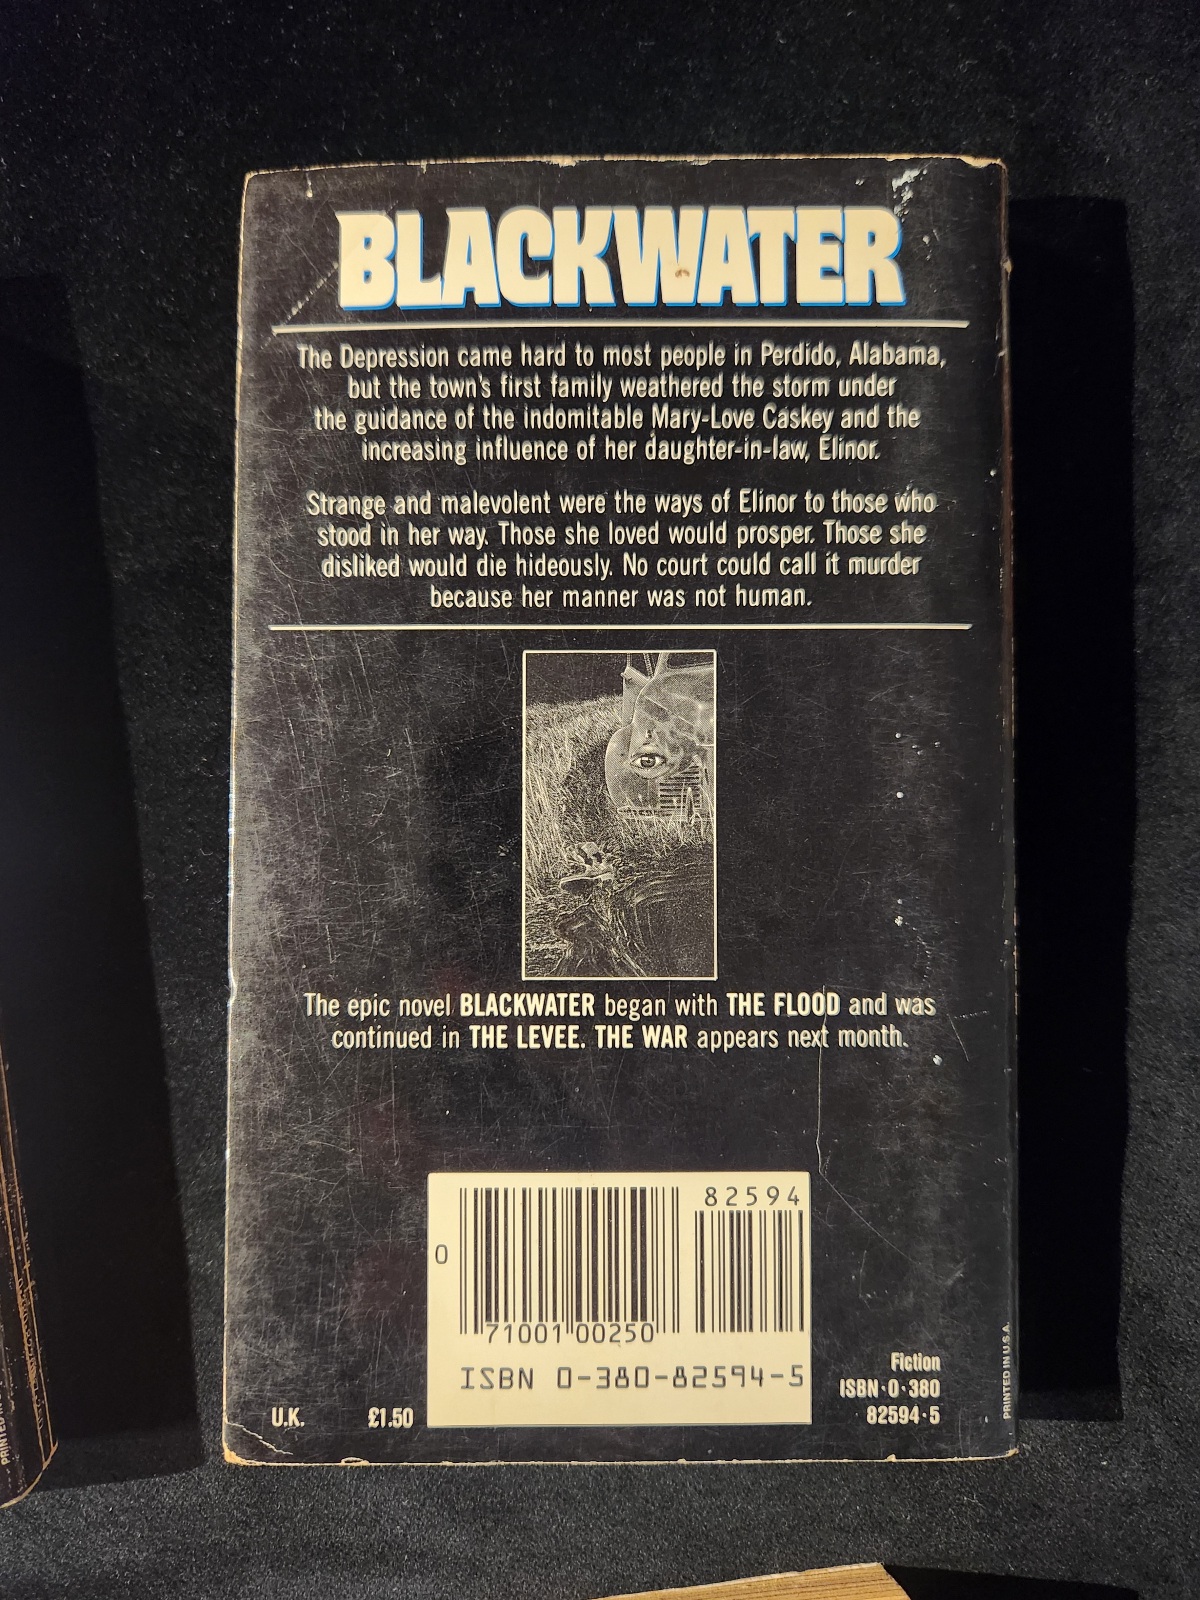 BLACKWATER
The Depression came hard to most people in Perdido, Alabama,
but the town's first family weathered the storm under
the guidance of the indomitable Mary-Love Caskey and the
increasing influence of her daughter-in-law, Elinor.
Strange and malevolent were the ways of Elinor to those who
stood in her way. Those she loved would prosper. Those she
disliked would die hideously. No court could call it murder
because her manner was not human.
The epic novel BLACKWATER began with THE FLOOD and was
continued in THE LEVEE. THE WAR appears next month.
82594
0
71001 00250
ISBN 0-380-82594-5
U.K. £1.50
Fiction
ISBN·0·380
82594·5
PRINTED IN U.S.A.
PRINTED IN